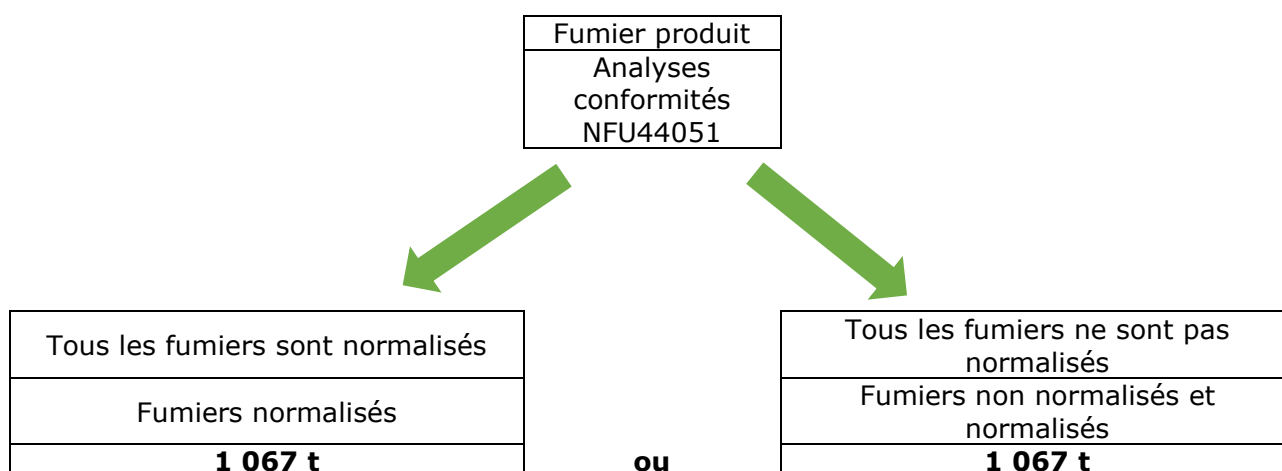 Fumier produit
Analyses
conformités
NFU44051
Tous les fumiers sont normalisés
Tous les fumiers ne sont pas
normalisés
Fumiers normalisés
Fumiers non normalisés et
normalisés
1 067 t
ou
1 067 t